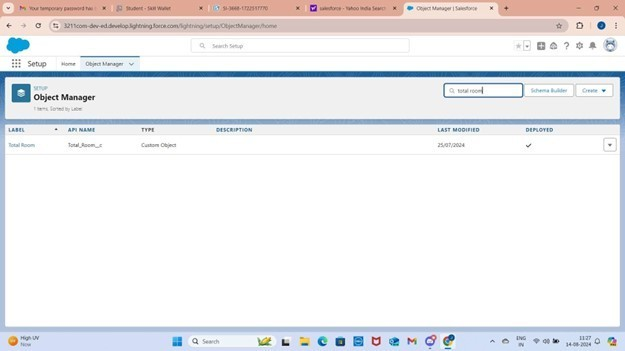 Your temporary password has
Student - Skill Wallet
SI-3668-1722517770
salesforce - Yahoo India Search
Object Manager | Salesforce
3211com-dev-ed.develop.lightning.force.com/lightning/setup/ObjectManager/home
Search Setup
Setup
Home
Object Manager
SETUP
Object Manager
1 Items, Sorted by Label
total room
Schema Builder
Create
LABEL
API NAME
TYPE
DESCRIPTION
LAST MODIFIED
DEPLOYED
Total Room
Total_Room__c
Custom Object
25/07/2024
High UV
Now
Search
ENG
IN
11:27
14-09-2024